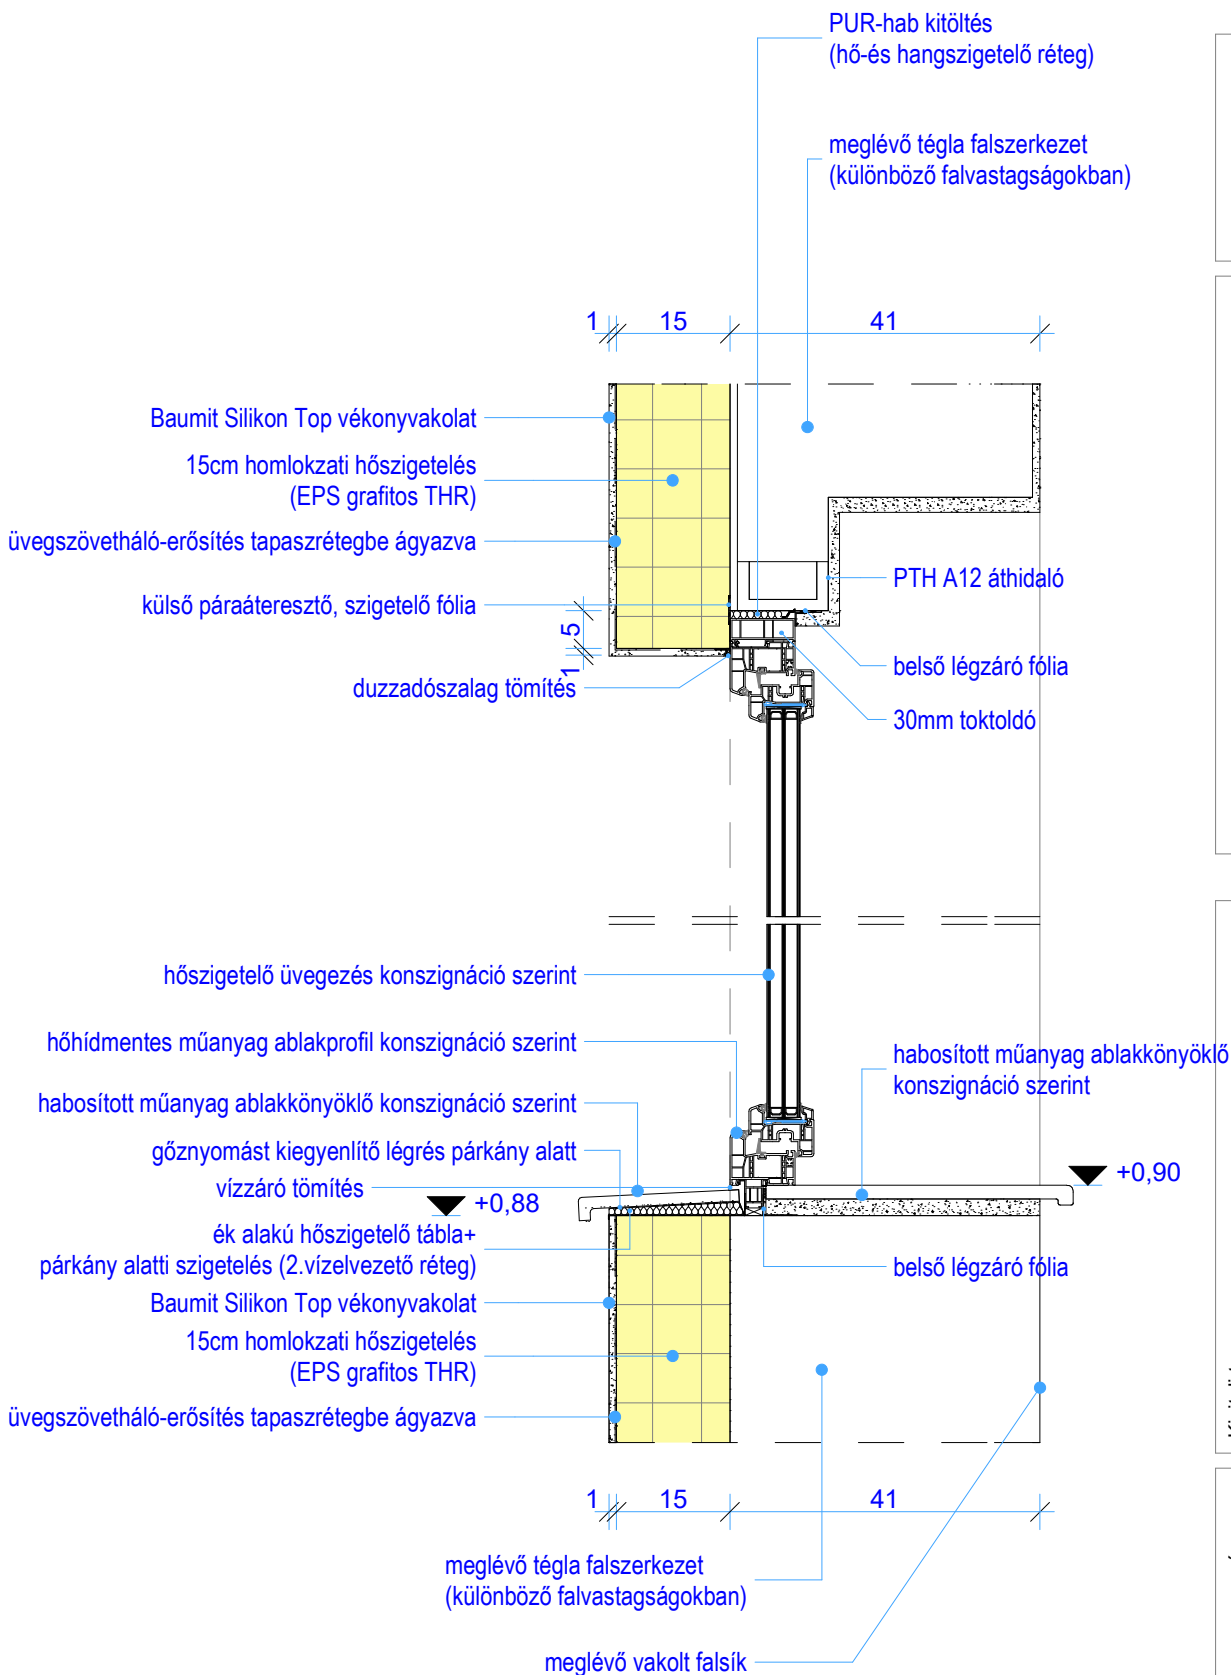 PUR-hab kitöltés
(hő-és hangszigetelő réteg)
meglévő tégla falszerkezet
(különböző falvastagságokban)
1 15 41
Baumit Silikon Top vékonyvakolat
15cm homlokzati hőszigetelés
(EPS grafitos THR)
üvegszövetháló-erősítés tapaszrétegbe ágyazva
PTH A12 áthidaló
külső páraáteresztő, szigetelő fólia
5
1
belső légzáró fólia
duzzadószalag tömítés
30mm toktoldó
hőszigetelő üvegezés konszignáció szerint
hőhídmentes műanyag ablakprofil konszignáció szerint
habosított műanyag ablakkönyöklő
konszignáció szerint
habosított műanyag ablakkönyöklő konszignáció szerint
gőznyomást kiegyenlítő légrés párkány alatt
vízzáró tömítés
+0,90
+0,88
ék alakú hőszigetelő tábla+
párkány alatti szigetelés (2.vízelvezető réteg)
belső légzáró fólia
Baumit Silikon Top vékonyvakolat
15cm homlokzati hőszigetelés
(EPS grafitos THR)
üvegszövetháló-erősítés tapaszrétegbe ágyazva
1 15 41
meglévő tégla falszerkezet
(különböző falvastagságokban)
meglévő vakolt falsík